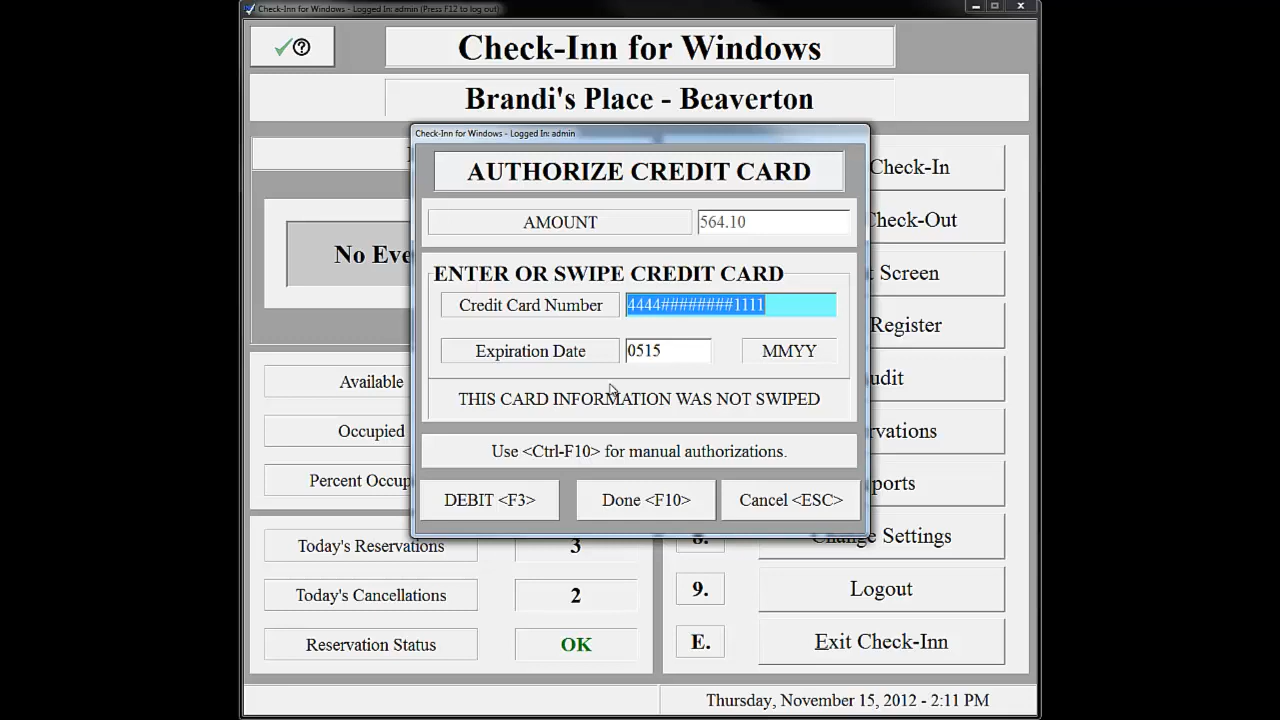 Check-Inn for Windows - Logged In: admin (Press F12 to log out)
Check-Inn for Windows
Brandi's Place - Beaverton
Check-Inn for Windows - Logged In: admin
AUTHORIZE CREDIT CARD
AMOUNT 564.10
ENTER OR SWIPE CREDIT CARD
Credit Card Number 4444########1111
Expiration Date 0515 MMYY
THIS CARD INFORMATION WAS NOT SWIPED
Use <Ctrl-F10> for manual authorizations.
DEBIT <F3> Done <F10> Cancel <ESC>
No Eve
Available
Occupied
Percent Occup
Today's Reservations 3
Today's Cancellations 2
Reservation Status OK
Check-In
Check-Out
Screen
Register
udit
rvations
ports
8. Change Settings
9. Logout
E. Exit Check-Inn
Thursday, November 15, 2012 - 2:11 PM